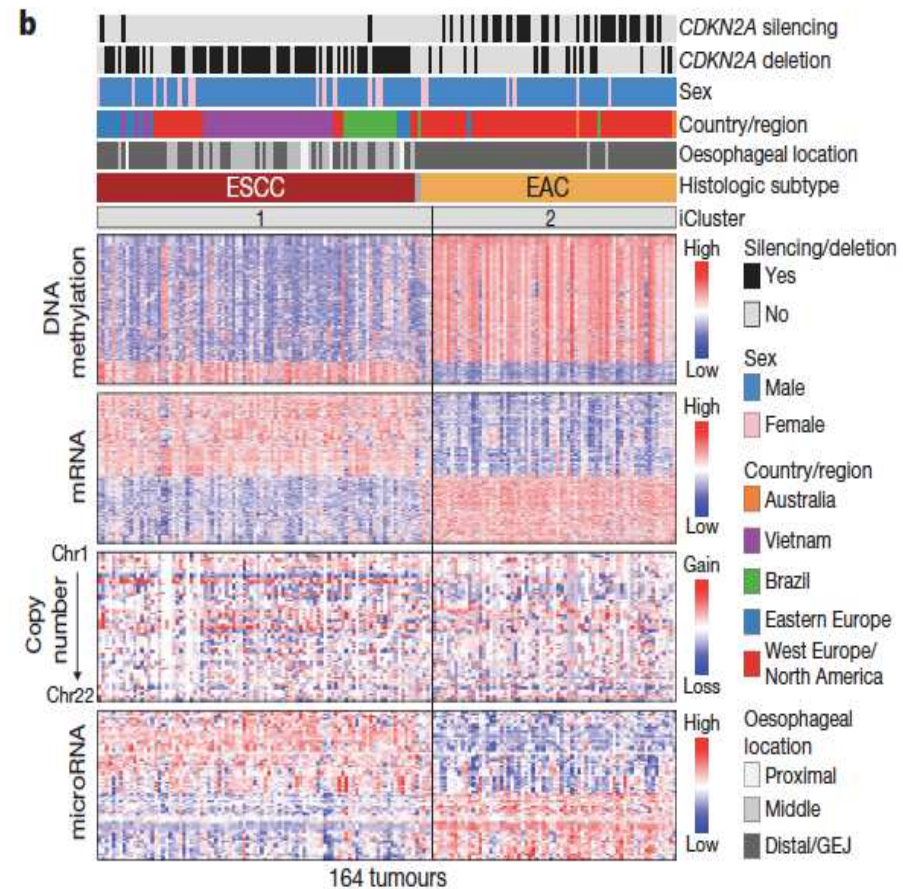 b
CDKN2A silencing
CDKN2A deletion
Sex
Country/region
Oesophageal location
ESCC EAC Histologic subtype
1 2 iCluster
DNA
methylation
High
Low
mRNA
High
Low
Chr1
Copy
number
Chr22
Gain
Loss
microRNA
High
Low
164 tumours
Silencing/deletion
Yes
No
Sex
Male
Female
Country/region
Australia
Vietnam
Brazil
Eastern Europe
West Europe/
North America
Oesophageal
location
Proximal
Middle
Distal/GEJ